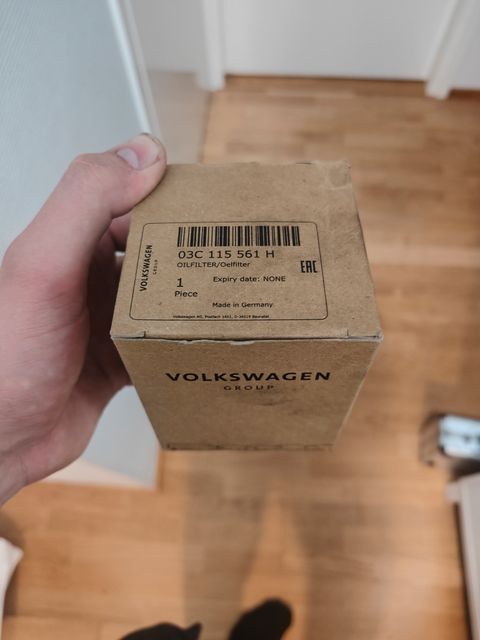 03C 115 561 H
OILFILTER/Oelfilter
VOLKSWAGEN
GROUP
EAC
1
Piece
Expiry date: NONE
Made in Germany
VOLKSWAGEN
GROUP